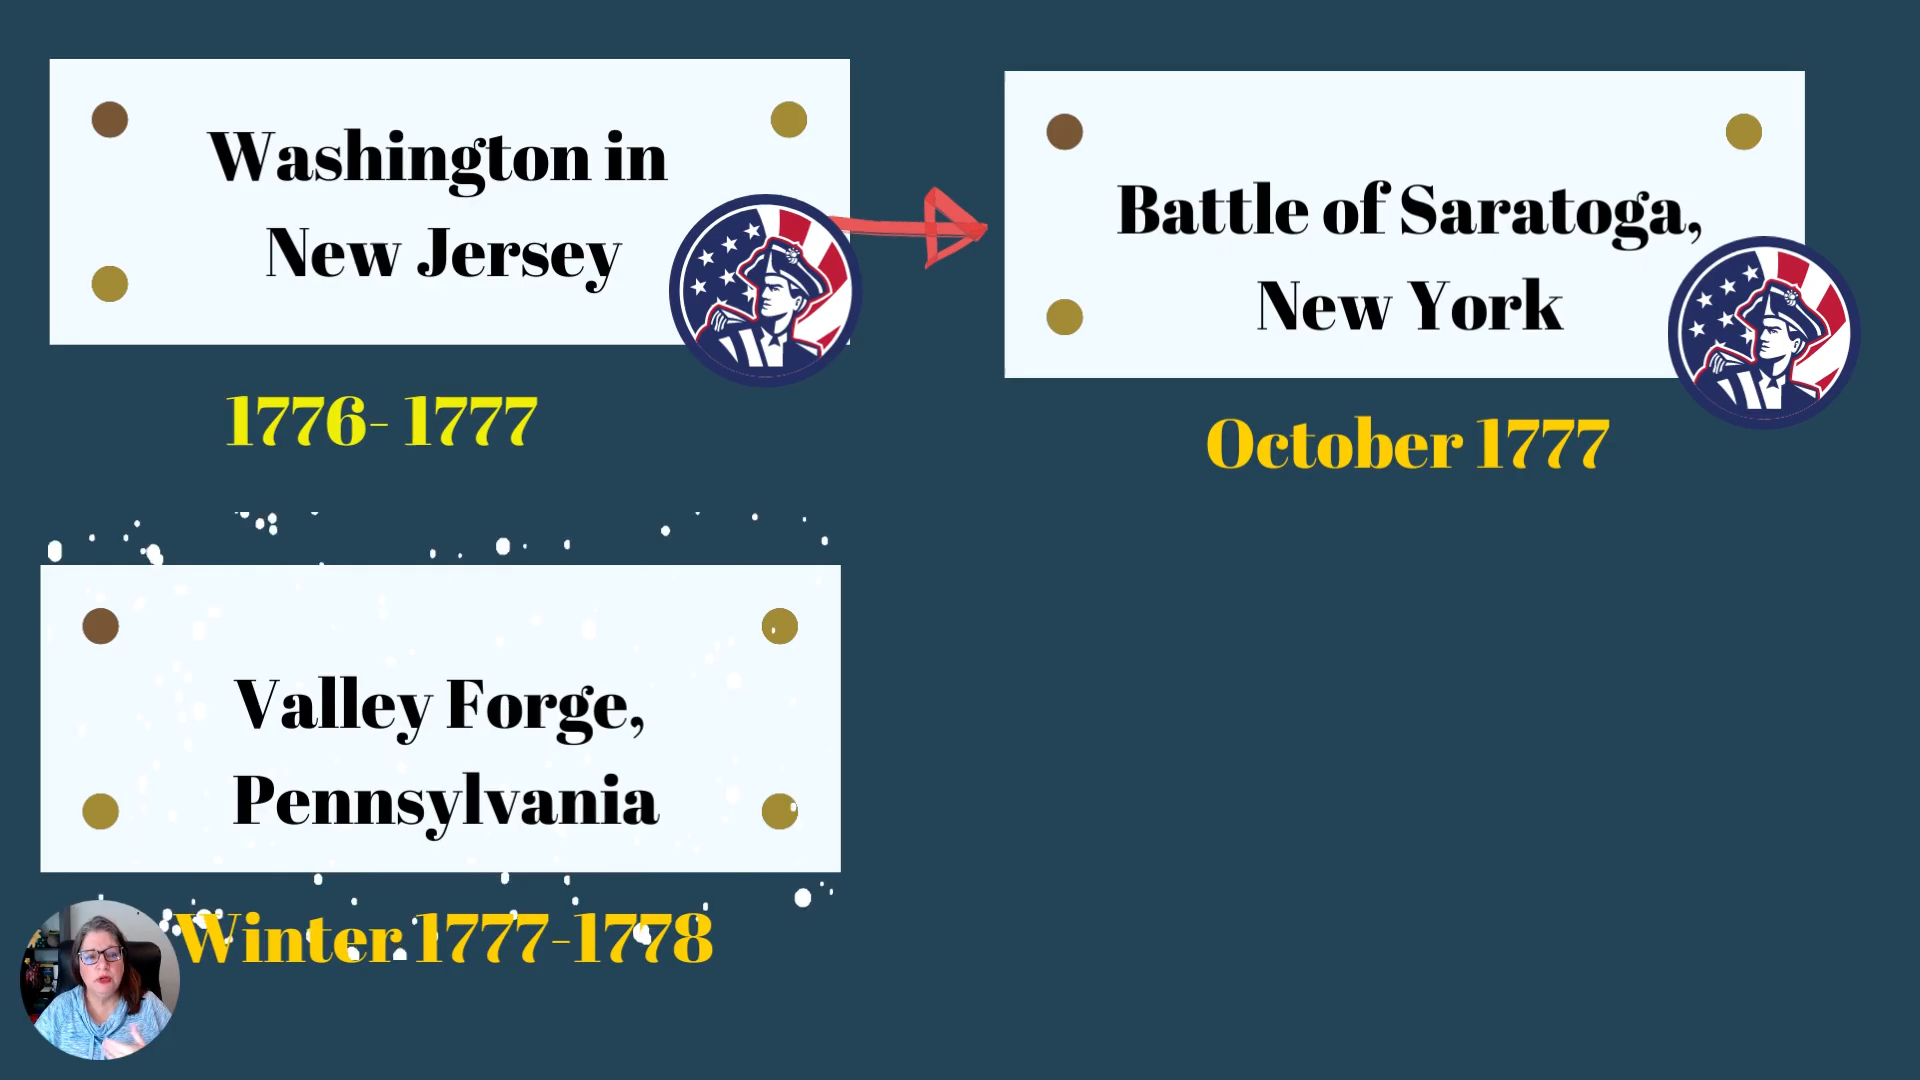 Washington in
New Jersey
1776- 1777
Battle of Saratoga,
New York
October 1777
Valley Forge,
Pennsylvania
Winter 1777-1778